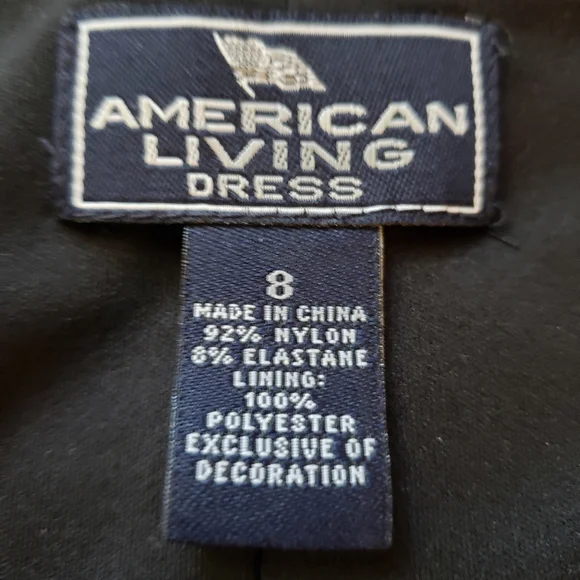 AMERICAN
LIVING
DRESS
8
MADE IN CHINA
92% NYLON
8% ELASTANE
LINING:
100%
POLYESTER
EXCLUSIVE OF
DECORATION